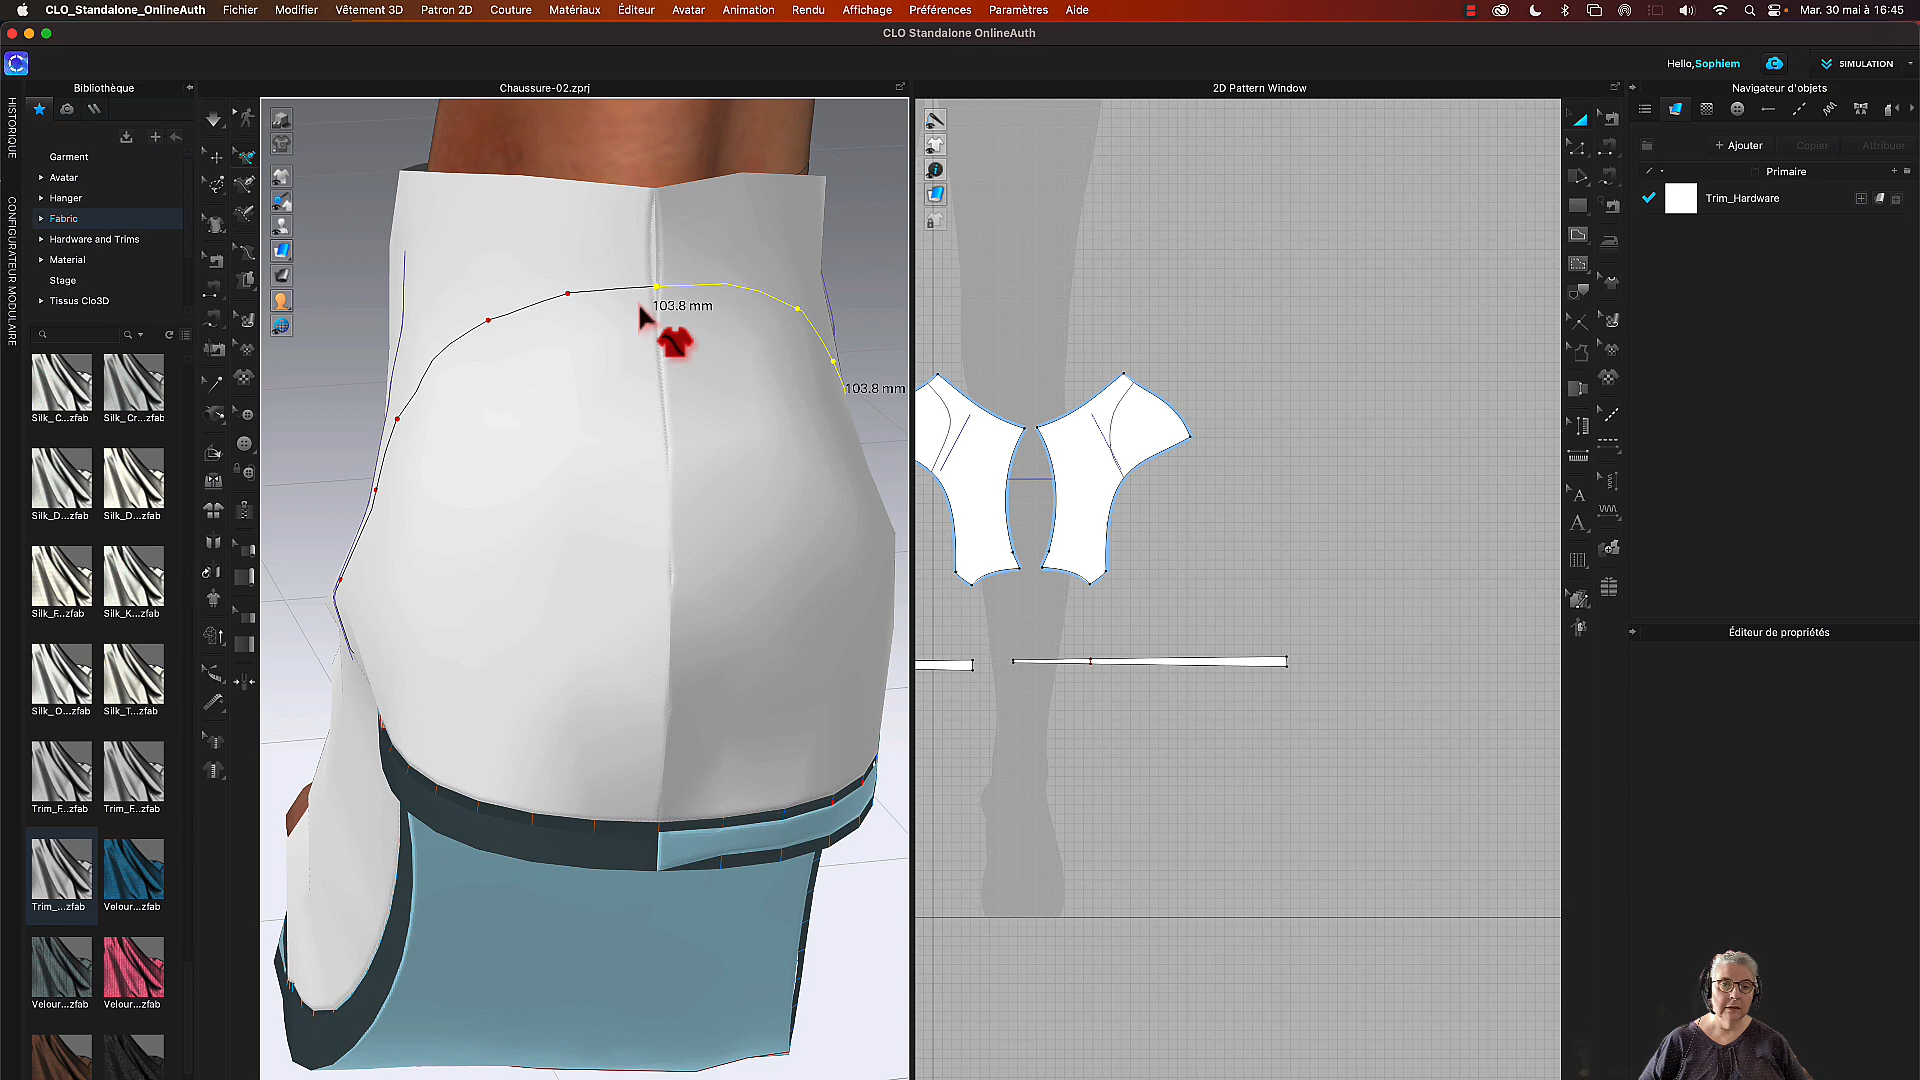 CLO_Standalone_OnlineAuth Fichier Modifier Vêtement 3D Patron 2D Couture Matériaux Éditeur Avatar Animation Rendu Affichage Préférences Paramètres Aide Mar. 30 mai à 16:45
CLO Standalone OnlineAuth
Hello,Sophiem SIMULATION
Bibliothèque
Chaussure-02.zprj
2D Pattern Window
Navigateur d'objets
HISTORIQUE
CONFIGURATEUR MODULAIRE
Garment
Avatar
Hanger
Fabric
Hardware and Trims
Material
Stage
Tissus Clo3D
Silk_C...zfab Silk_Cr...zfab
Silk_D...zfab Silk_D...zfab
Silk_F...zfab Silk_K...zfab
Silk_O...zfab Silk_T...zfab
Trim_F...zfab Trim_F...zfab
Trim_...zfab Velour...zfab
Velour...zfab Velour...zfab
103.8 mm
103.8 mm
+ Ajouter Copier Attribuer
Primaire
Trim_Hardware
Éditeur de propriétés